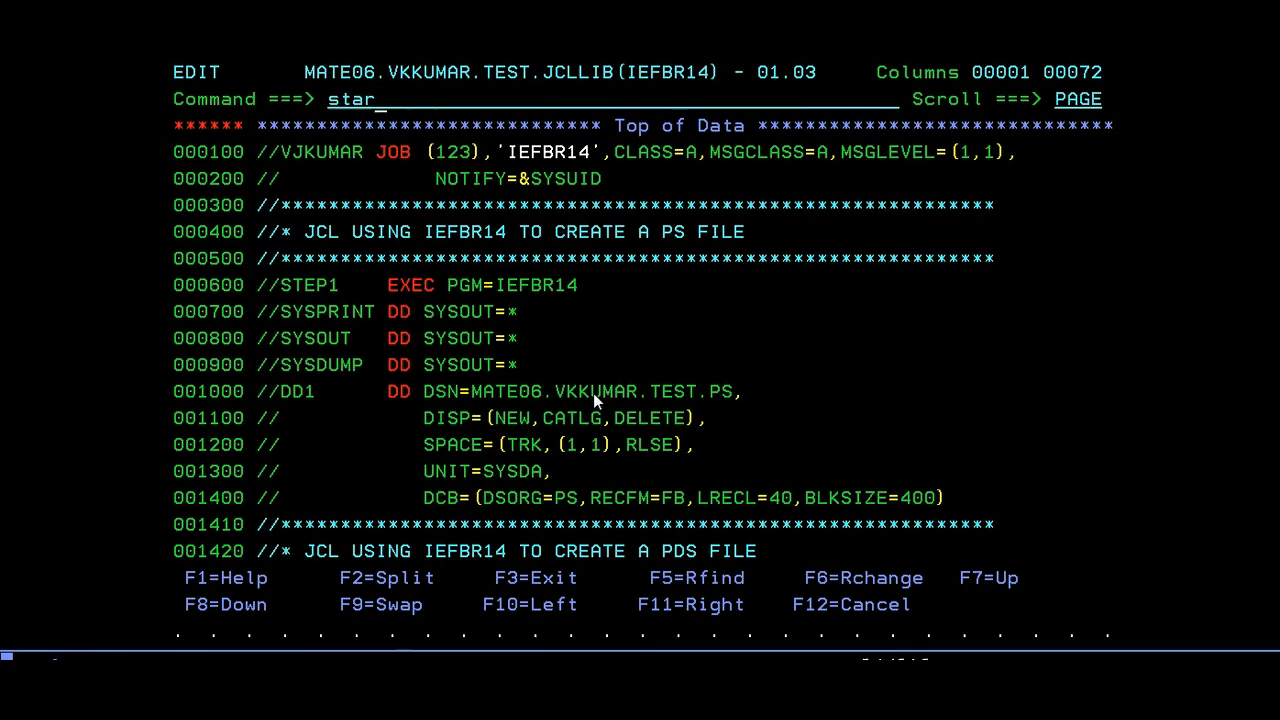 EDIT       MATE06.VKKUMAR.TEST.JCLLIB(IEFBR14) - 01.03     Columns 00001 00072
Command ===> star_ Scroll ===> PAGE
****** ***************************** Top of Data ******************************
000100 //VJKUMAR JOB (123),'IEFBR14',CLASS=A,MSGCLASS=A,MSGLEVEL=(1,1),
000200 //             NOTIFY=&SYSUID
000300 //************************************************************
000400 //* JCL USING IEFBR14 TO CREATE A PS FILE
000500 //************************************************************
000600 //STEP1    EXEC PGM=IEFBR14
000700 //SYSPRINT DD SYSOUT=*
000800 //SYSOUT   DD SYSOUT=*
000900 //SYSDUMP  DD SYSOUT=*
001000 //DD1      DD DSN=MATE06.VKKUMAR.TEST.PS,
001100 //            DISP=(NEW,CATLG,DELETE),
001200 //            SPACE=(TRK,(1,1),RLSE),
001300 //            UNIT=SYSDA,
001400 //            DCB=(DSORG=PS,RECFM=FB,LRECL=40,BLKSIZE=400)
001410 //************************************************************
001420 //* JCL USING IEFBR14 TO CREATE A PDS FILE
F1=Help      F2=Split     F3=Exit      F5=Rfind     F6=Rchange   F7=Up
F8=Down      F9=Swap     F10=Left     F11=Right    F12=Cancel